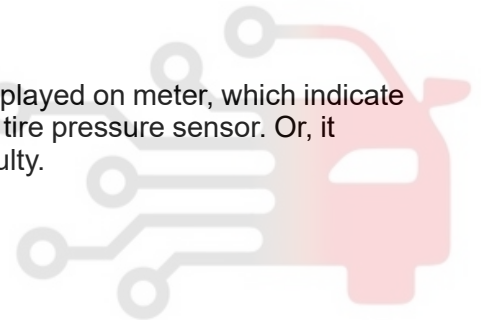 played on meter, which indicate
tire pressure sensor. Or, it
ulty.